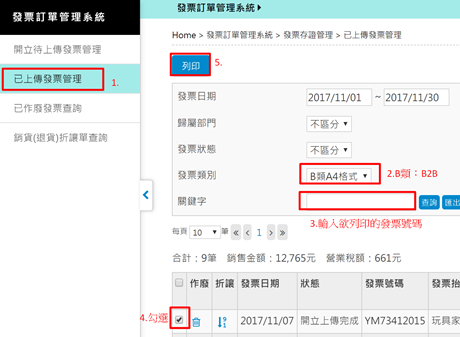 發票訂單管理系統
開立待上傳發票管理
已上傳發票管理
1.
已作廢發票查詢
銷貨(退貨)折讓單查詢
發票訂單管理系統
Home > 發票訂單管理系統 > 發票存證管理 > 已上傳發票管理
列印
5.
發票日期 2017/11/01 ~ 2017/11/30
歸屬部門 不區分
發票狀態 不區分
發票類別 B類A4格式 2.B類：B2B
關鍵字 查詢 匯出
3.輸入欲列印的發票號碼
每頁 10 筆 « < 1 > »
合計：9筆 銷售金額：12,765元 營業稅額：661元
作廢 折讓 發票日期 狀態 發票號碼 發票抬
4.勾選 2017/11/07 開立上傳完成 YM73412015 玩具家